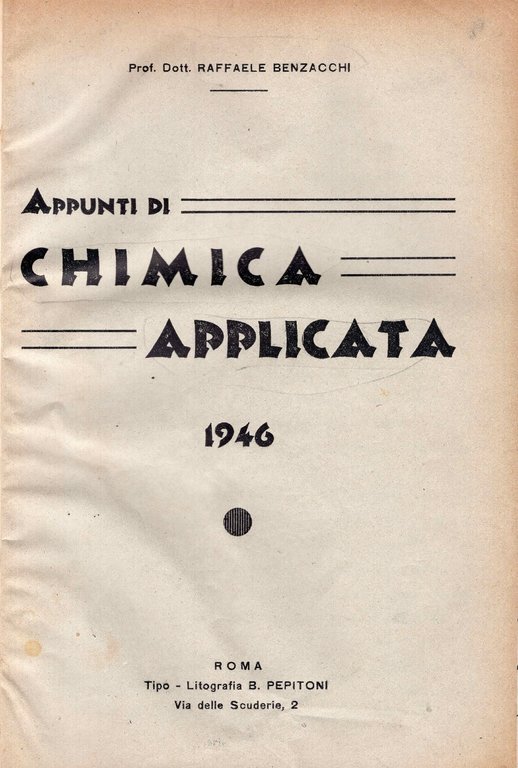 Prof. Dott. RAFFAELE BENZACCHI
APPUNTI DI
CHIMICA
APPLICATA
1946
ROMA
Tipo - Litografia B. PEPITONI
Via delle Scuderie, 2